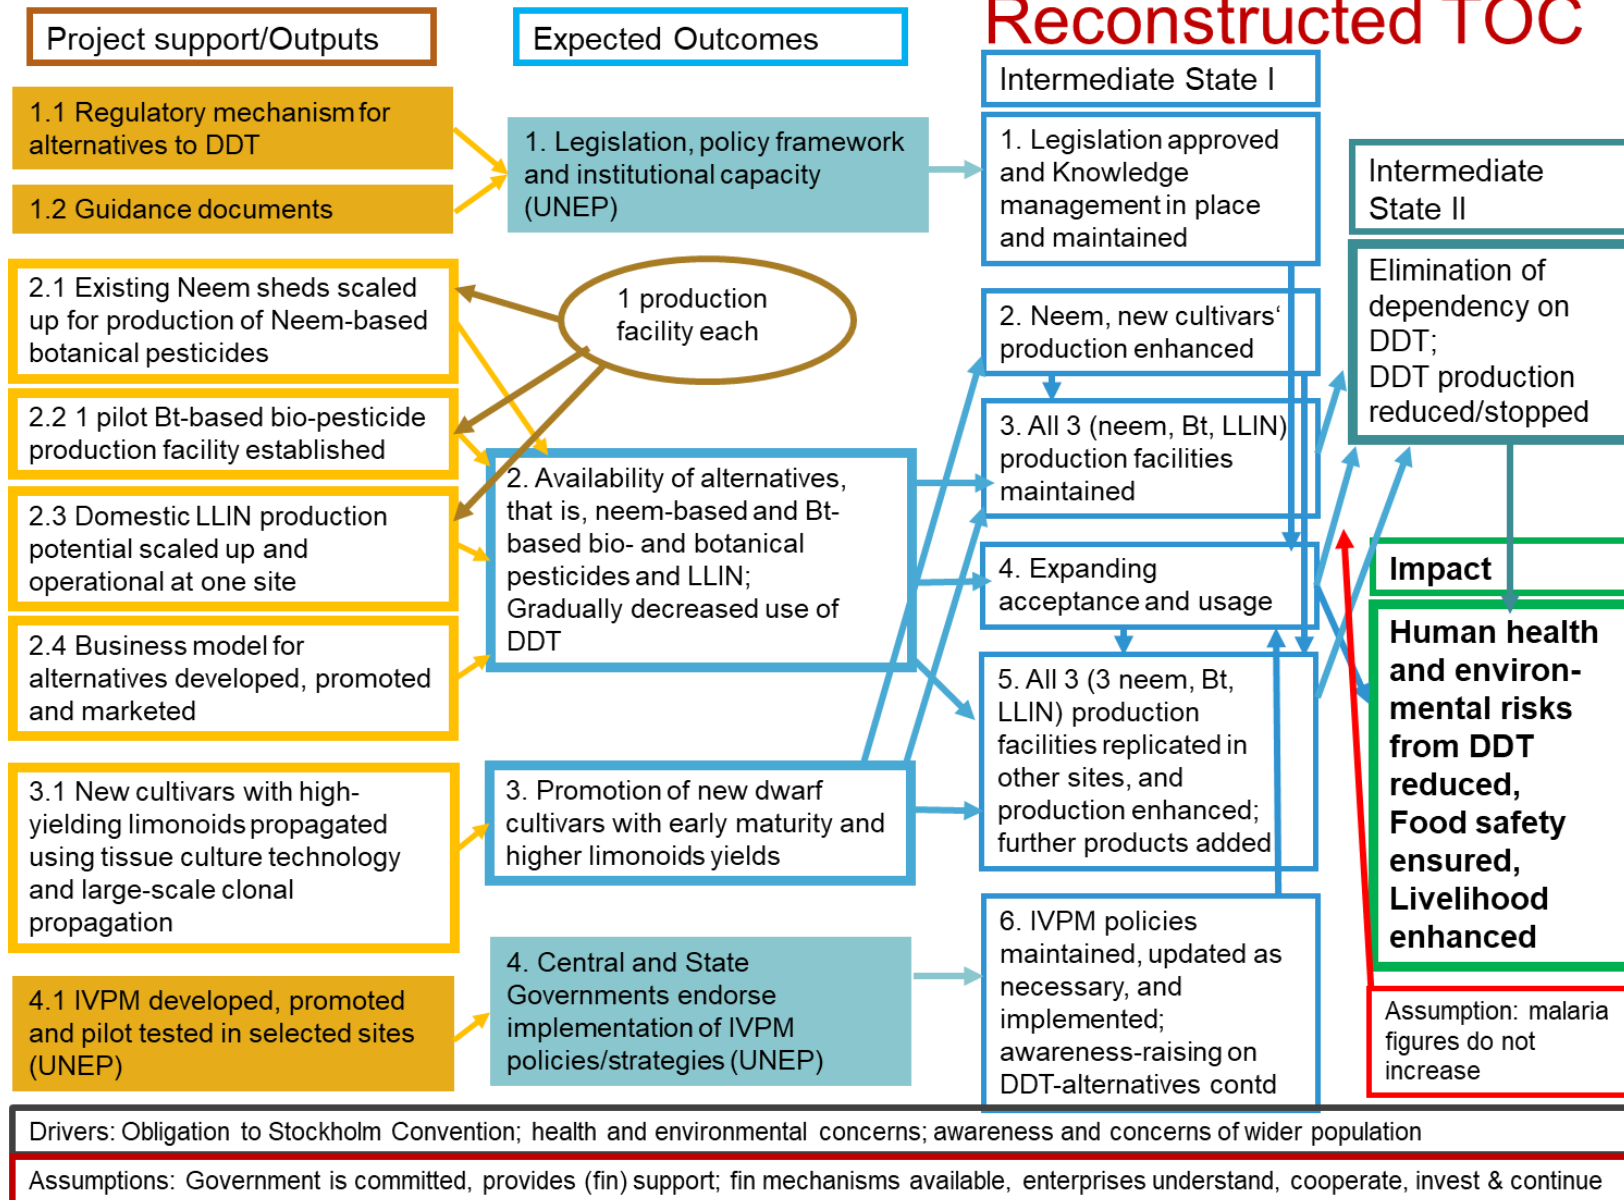 Reconstructed TOC
Project support/Outputs
Expected Outcomes
Intermediate State I
1.1 Regulatory mechanism for
alternatives to DDT
1.2 Guidance documents
1. Legislation, policy framework
and institutional capacity
(UNEP)
1. Legislation approved
and Knowledge
management in place
and maintained
Intermediate
State II
2.1 Existing Neem sheds scaled
up for production of Neem-based
botanical pesticides
1 production
facility each
2. Neem, new cultivars‘
production enhanced
Elimination of
dependency on
DDT;
DDT production
reduced/stopped
2.2 1 pilot Bt-based bio-pesticide
production facility established
3. All 3 (neem, Bt, LLIN)
production facilities
maintained
2.3 Domestic LLIN production
potential scaled up and
operational at one site
2. Availability of alternatives,
that is, neem-based and Bt-
based bio- and botanical
pesticides and LLIN;
Gradually decreased use of
DDT
4. Expanding
acceptance and usage
Impact
2.4 Business model for
alternatives developed, promoted
and marketed
Human health
and environ-
mental risks
from DDT
reduced,
Food safety
ensured,
Livelihood
enhanced
5. All 3 (3 neem, Bt,
LLIN) production
facilities replicated in
other sites, and
production enhanced;
further products added
3.1 New cultivars with high-
yielding limonoids propagated
using tissue culture technology
and large-scale clonal
propagation
3. Promotion of new dwarf
cultivars with early maturity and
higher limonoids yields
6. IVPM policies
maintained, updated as
necessary, and
implemented;
awareness-raising on
DDT-alternatives contd
4.1 IVPM developed, promoted
and pilot tested in selected sites
(UNEP)
4. Central and State
Governments endorse
implementation of IVPM
policies/strategies (UNEP)
Assumption: malaria
figures do not
increase
Drivers: Obligation to Stockholm Convention; health and environmental concerns; awareness and concerns of wider population
Assumptions: Government is committed, provides (fin) support; fin mechanisms available, enterprises understand, cooperate, invest & continue